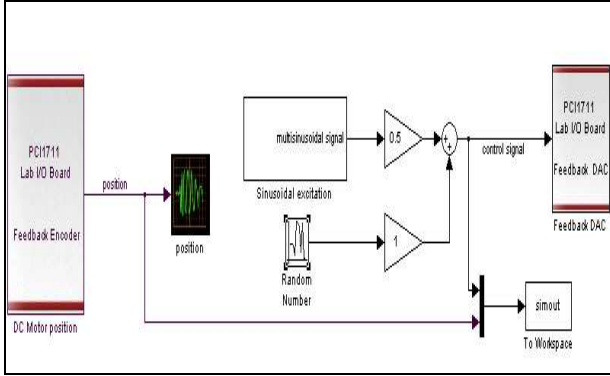 PCI1711
Lab I/O Board
Feedback Encoder
DC Motor position
position
position
multisinusoidal signal
Sinusoidal excitation
0.5
Random
Number
1
control signal
PCI1711
Lab I/O Board
Feedback DAC
Feedback DAC
simout
To Workspace